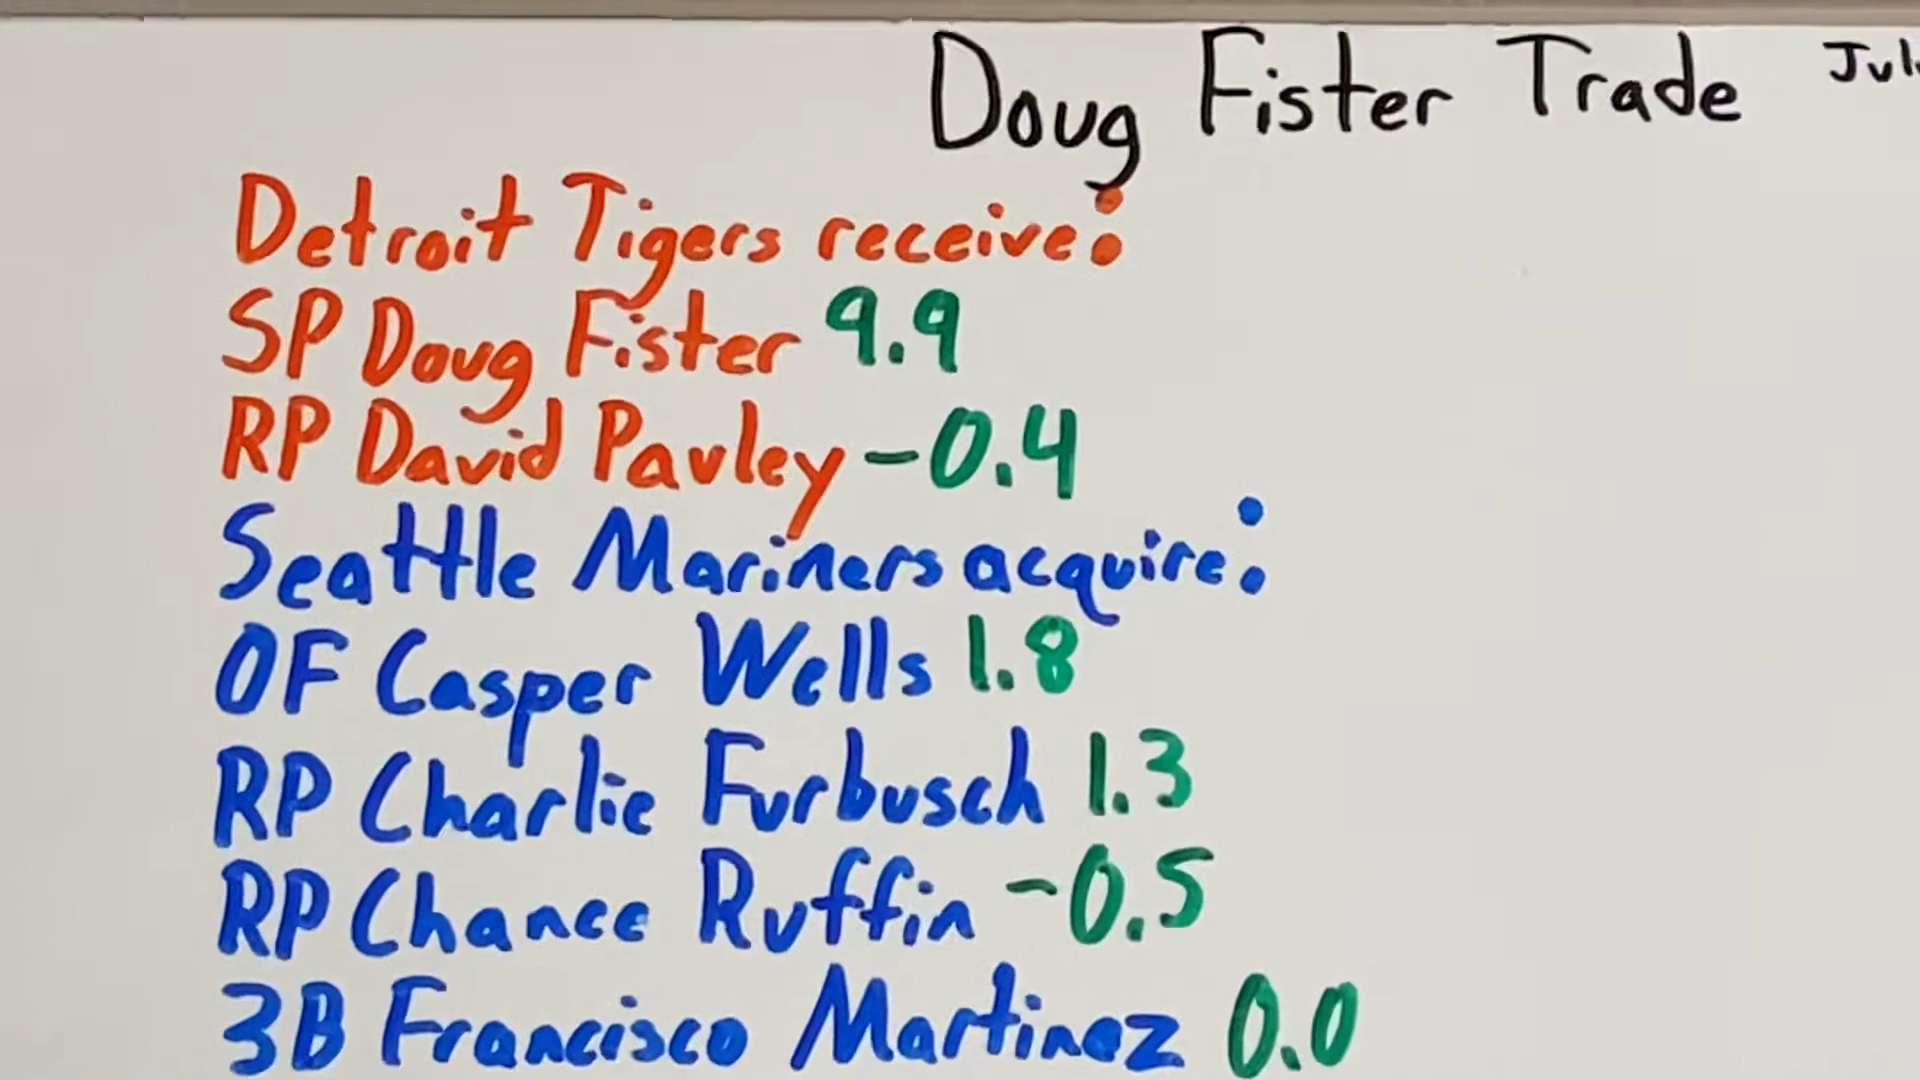 Doug Fister Trade July
Detroit Tigers receive:
SP Doug Fister 9.9
RP David Pauley -0.4
Seattle Mariners acquire:
OF Casper Wells 1.8
RP Charlie Furbusch 1.3
RP Chance Ruffin -0.5
3B Francisco Martinez 0.0